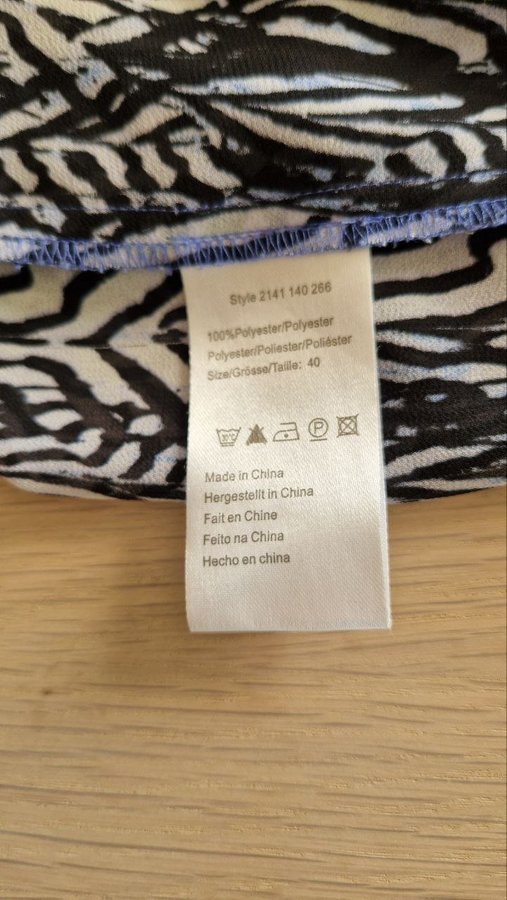 Style 2141 140 266
100%Polyester/Polyester
Polyester/Poliester/Poliéster
Size/Grösse/Taille: 40
30°C
P
Made in China
Hergestellt in China
Fait en Chine
Feito na China
Hecho en china